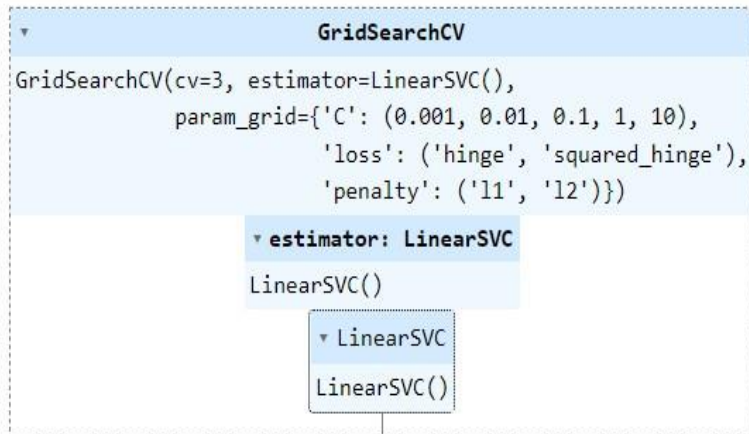 GridSearchCV
GridSearchCV(cv=3, estimator=LinearSVC(),
param_grid={'C': (0.001, 0.01, 0.1, 1, 10),
'loss': ('hinge', 'squared_hinge'),
'penalty': ('l1', 'l2')})
estimator: LinearSVC
LinearSVC()
LinearSVC
LinearSVC()